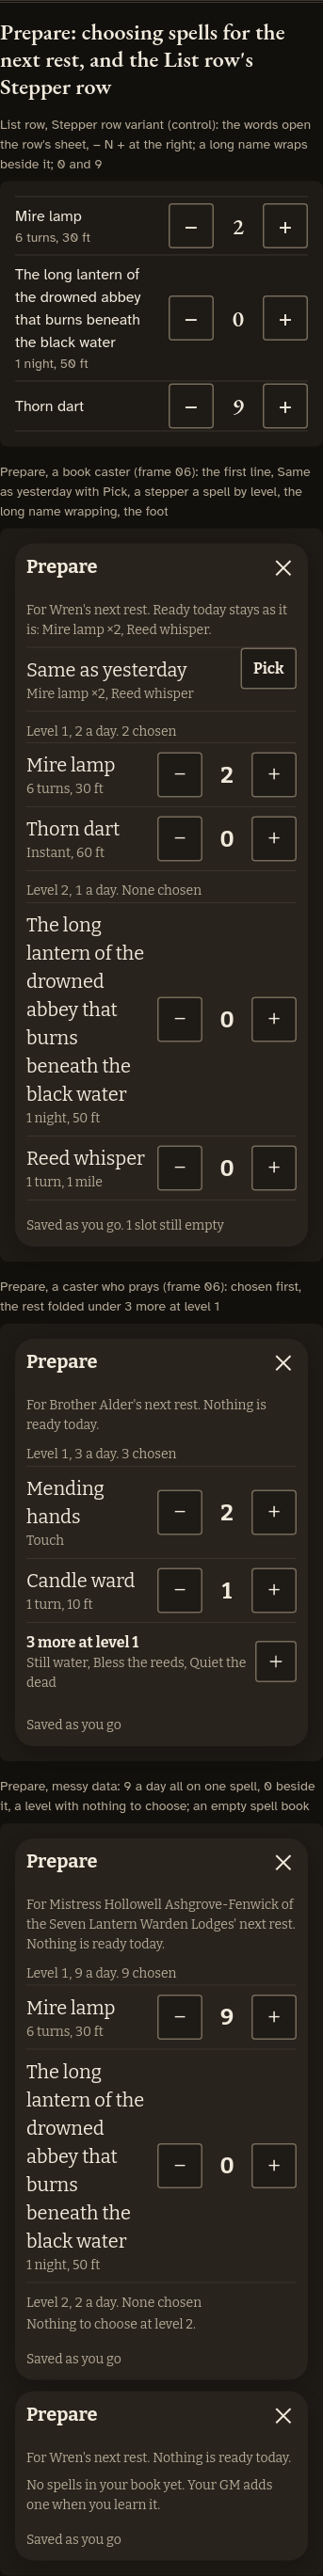 Prepare: choosing spells for the
next rest, and the List row's
Stepper row
List row, Stepper row variant (control): the words open
the row's sheet, – N + at the right; a long name wraps
beside it; 0 and 9
Mire lamp
6 turns, 30 ft
− 2 +
The long lantern of
the drowned abbey
that burns beneath
the black water
1 night, 50 ft
− 0 +
Thorn dart
− 9 +
Prepare, a book caster (frame 06): the first line, Same
as yesterday with Pick, a stepper a spell by level, the
long name wrapping, the foot
Prepare ×
For Wren's next rest. Ready today stays as it
is: Mire lamp ×2, Reed whisper.
Same as yesterday
Mire lamp ×2, Reed whisper
Pick
Level 1, 2 a day. 2 chosen
Mire lamp
6 turns, 30 ft
− 2 +
Thorn dart
Instant, 60 ft
− 0 +
Level 2, 1 a day. None chosen
The long
lantern of the
drowned
abbey that
burns
beneath the
black water
1 night, 50 ft
− 0 +
Reed whisper
1 turn, 1 mile
− 0 +
Saved as you go. 1 slot still empty
Prepare, a caster who prays (frame 06): chosen first,
the rest folded under 3 more at level 1
Prepare ×
For Brother Alder's next rest. Nothing is
ready today.
Level 1, 3 a day. 3 chosen
Mending
hands
Touch
− 2 +
Candle ward
1 turn, 10 ft
− 1 +
3 more at level 1
Still water, Bless the reeds, Quiet the
dead
+
Saved as you go
Prepare, messy data: 9 a day all on one spell, 0 beside
it, a level with nothing to choose; an empty spell book
Prepare ×
For Mistress Hollowell Ashgrove-Fenwick of
the Seven Lantern Warden Lodges' next rest.
Nothing is ready today.
Level 1, 9 a day. 9 chosen
Mire lamp
6 turns, 30 ft
− 9 +
The long
lantern of the
drowned
abbey that
burns
beneath the
black water
1 night, 50 ft
− 0 +
Level 2, 2 a day. None chosen
Nothing to choose at level 2.
Saved as you go
Prepare ×
For Wren's next rest. Nothing is ready today.
No spells in your book yet. Your GM adds
one when you learn it.
Saved as you go